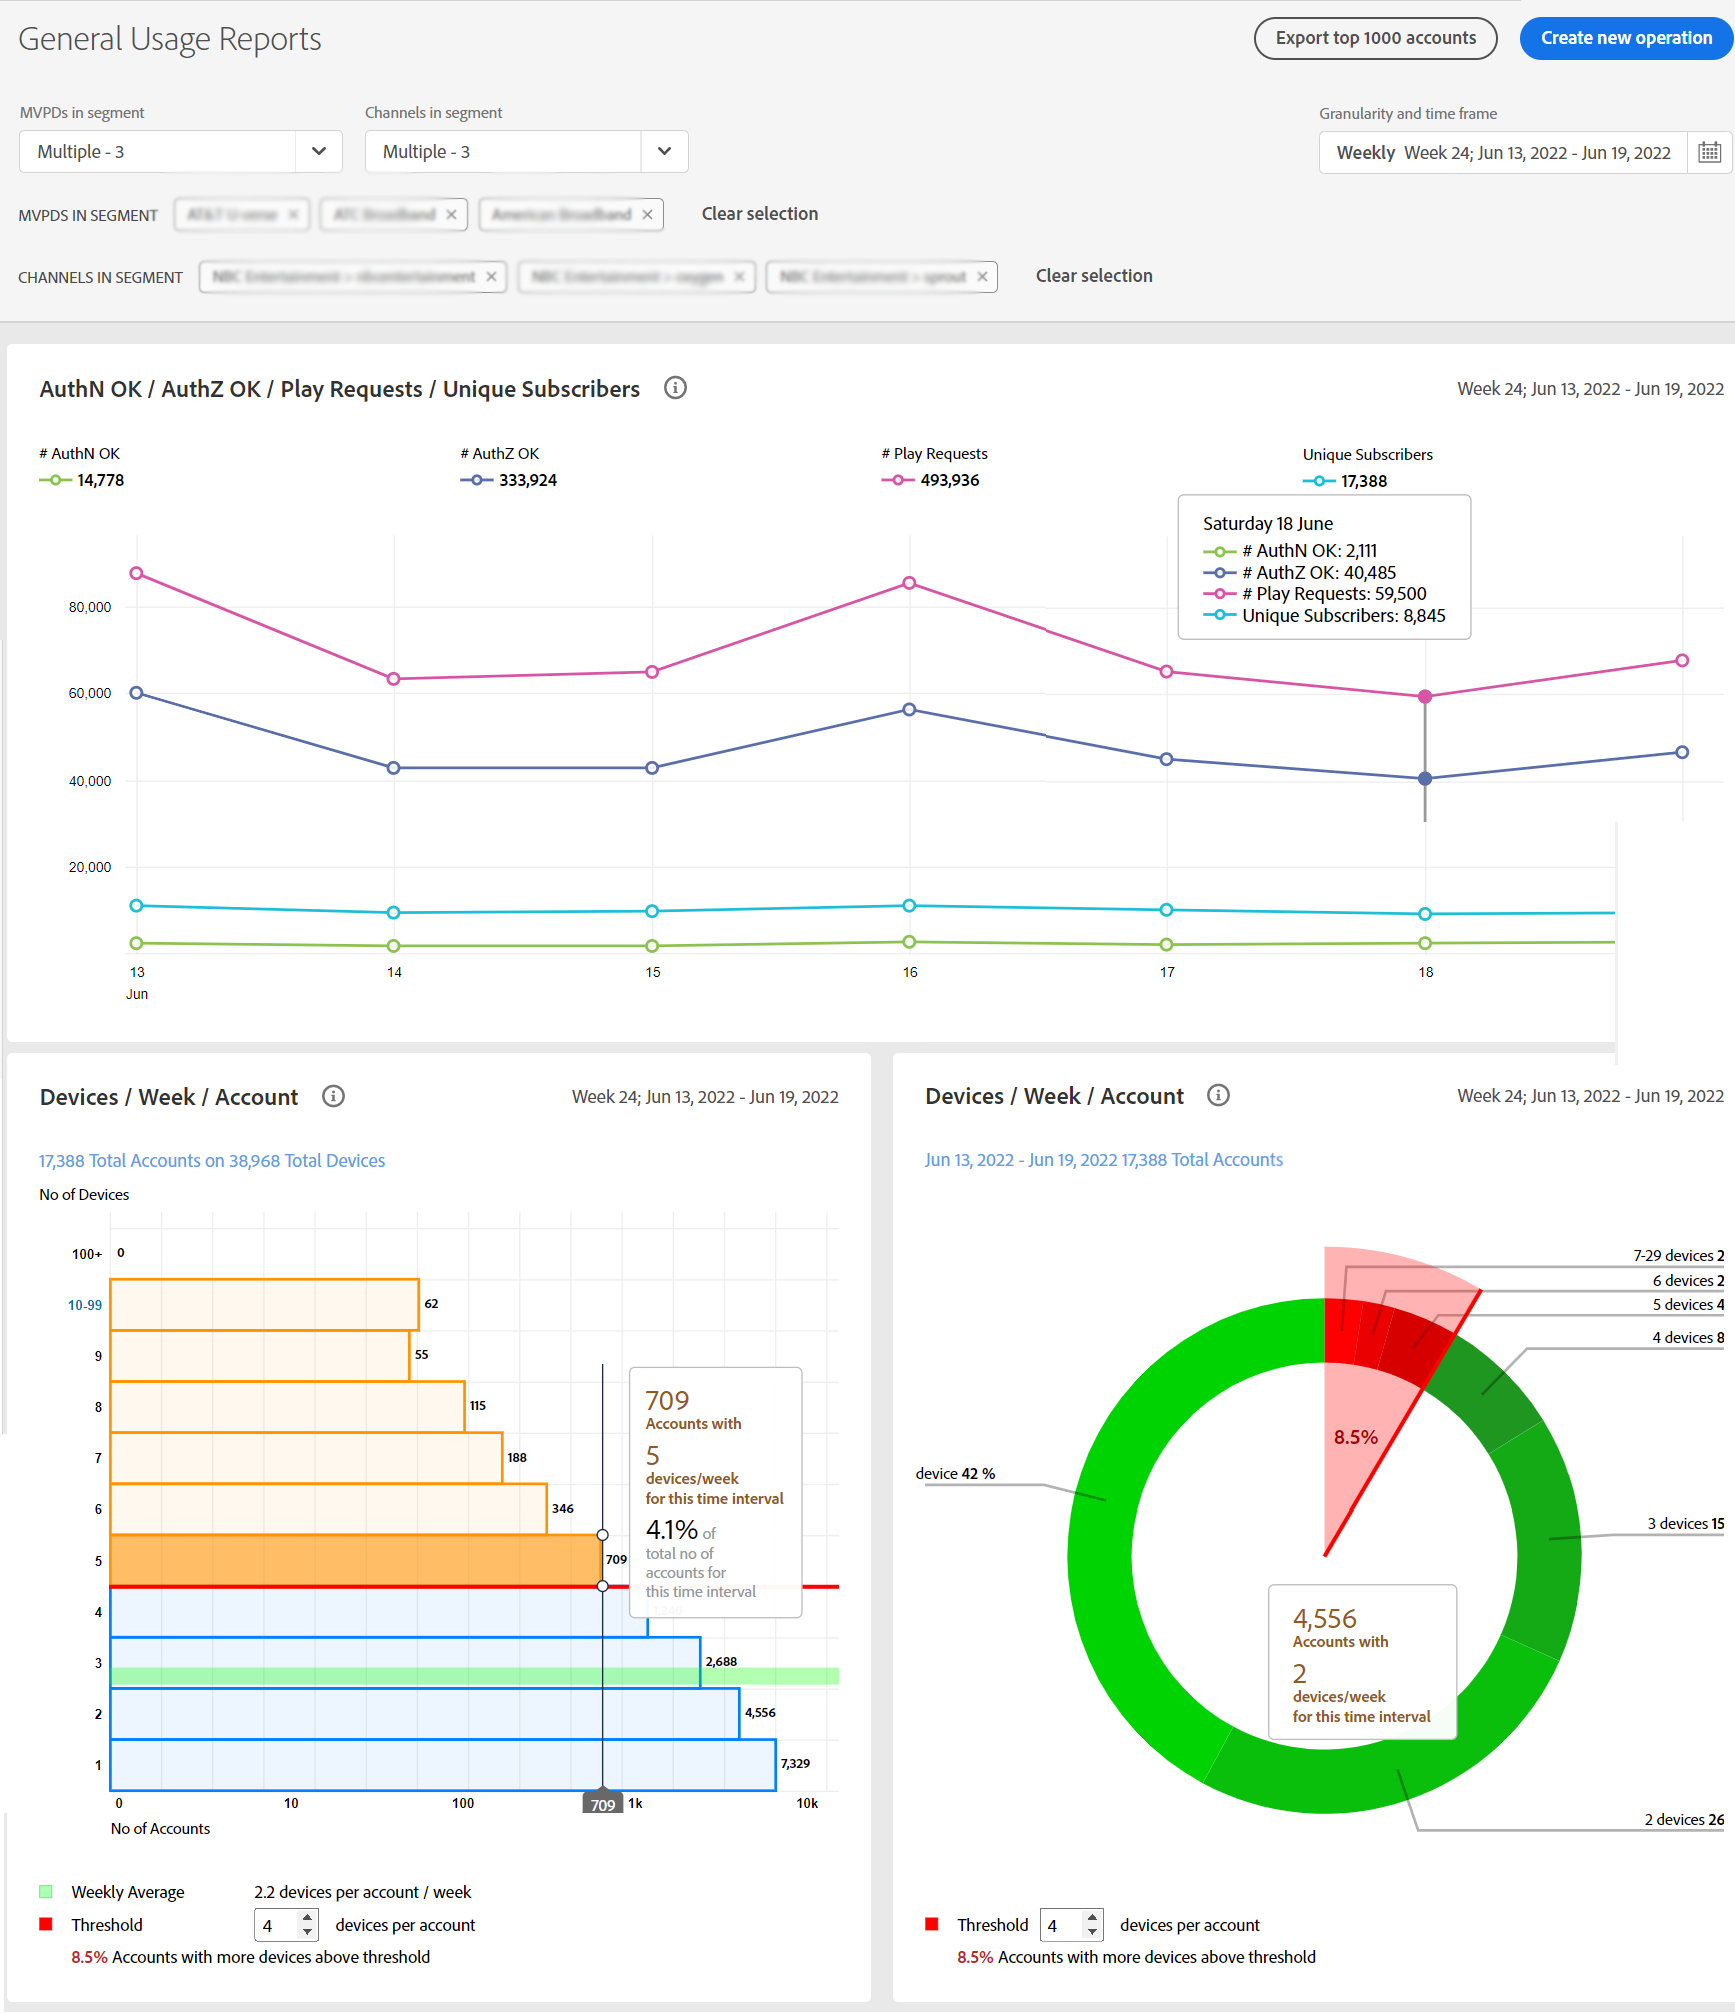 General Usage Reports
Export top 1000 accounts
Create new operation
MVPDs in segment
Channels in segment
Granularity and time frame
Multiple - 3
Multiple - 3
Weekly Week 24; Jun 13, 2022 - Jun 19, 2022
MVPDS IN SEGMENT
Clear selection
CHANNELS IN SEGMENT
Clear selection
AuthN OK / AuthZ OK / Play Requests / Unique Subscribers
Week 24; Jun 13, 2022 - Jun 19, 2022
# AuthN OK
14,778
# AuthZ OK
333,924
# Play Requests
493,936
Unique Subscribers
17,388
Saturday 18 June
# AuthN OK: 2,111
# AuthZ OK: 40,485
# Play Requests: 59,500
Unique Subscribers: 8,845
80,000
60,000
40,000
20,000
13 14 15 16 17 18
Jun
Devices / Week / Account
Week 24; Jun 13, 2022 - Jun 19, 2022
17,388 Total Accounts on 38,968 Total Devices
No of Devices
100+ 0
10-99 62
9 55
8 115
7 188
6 346
5 709
4
3 2,688
2 4,556
1 7,329
709
Accounts with
5
devices/week
for this time interval
4.1% of
total no of
accounts for
this time interval
0 10 100 709 1k 10k
No of Accounts
Weekly Average 2.2 devices per account / week
Threshold 4 devices per account
8.5% Accounts with more devices above threshold
Devices / Week / Account
Week 24; Jun 13, 2022 - Jun 19, 2022
Jun 13, 2022 - Jun 19, 2022 17,388 Total Accounts
7-29 devices 2
6 devices 2
5 devices 4
4 devices 8
8.5%
device 42 %
3 devices 15
4,556
Accounts with
2
devices/week
for this time interval
2 devices 26
Threshold 4 devices per account
8.5% Accounts with more devices above threshold